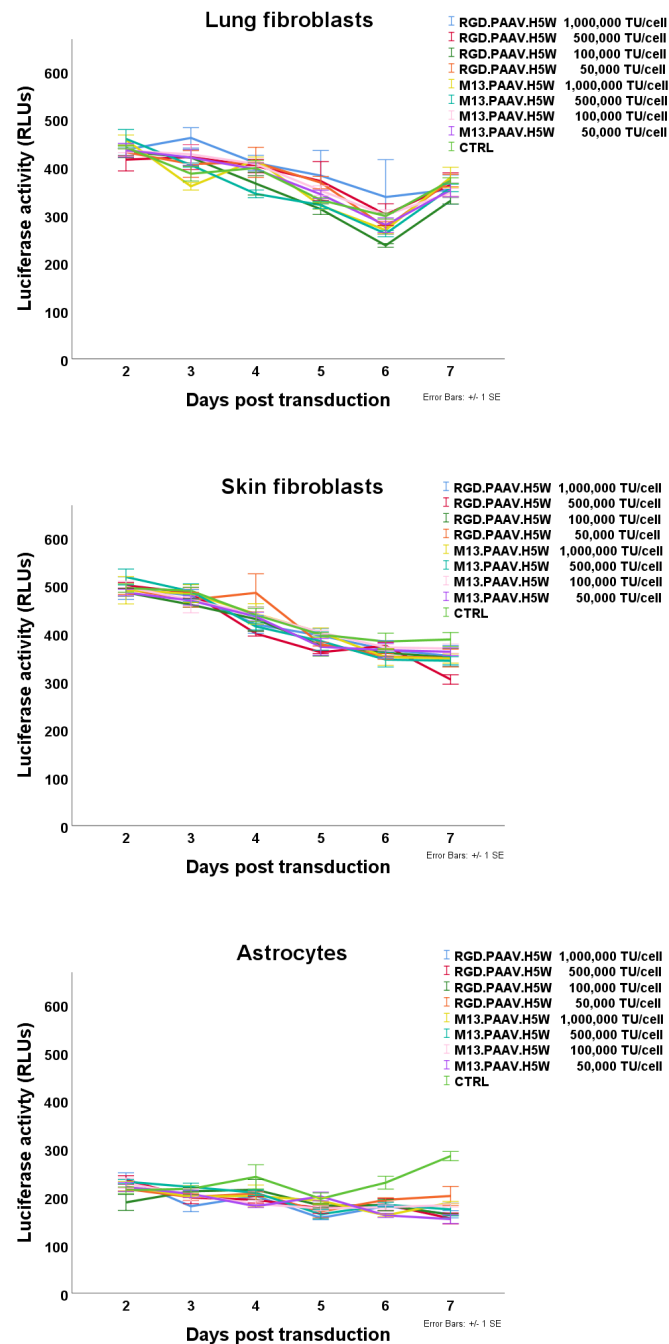 Lung fibroblasts
RGD.PAAV.H5W 1,000,000 TU/cell
RGD.PAAV.H5W 500,000 TU/cell
RGD.PAAV.H5W 100,000 TU/cell
RGD.PAAV.H5W 50,000 TU/cell
M13.PAAV.H5W 1,000,000 TU/cell
M13.PAAV.H5W 500,000 TU/cell
M13.PAAV.H5W 100,000 TU/cell
M13.PAAV.H5W 50,000 TU/cell
CTRL
Luciferase activity (RLUs)
600
500
400
300
200
100
0
2 3 4 5 6 7
Days post transduction
Error Bars: +/- 1 SE
Skin fibroblasts
RGD.PAAV.H5W 1,000,000 TU/cell
RGD.PAAV.H5W 500,000 TU/cell
RGD.PAAV.H5W 100,000 TU/cell
RGD.PAAV.H5W 50,000 TU/cell
M13.PAAV.H5W 1,000,000 TU/cell
M13.PAAV.H5W 500,000 TU/cell
M13.PAAV.H5W 100,000 TU/cell
M13.PAAV.H5W 50,000 TU/cell
CTRL
Luciferase activity (RLUs)
600
500
400
300
200
100
0
2 3 4 5 6 7
Days post transduction
Error Bars: +/- 1 SE
Astrocytes
RGD.PAAV.H5W 1,000,000 TU/cell
RGD.PAAV.H5W 500,000 TU/cell
RGD.PAAV.H5W 100,000 TU/cell
RGD.PAAV.H5W 50,000 TU/cell
M13.PAAV.H5W 1,000,000 TU/cell
M13.PAAV.H5W 500,000 TU/cell
M13.PAAV.H5W 100,000 TU/cell
M13.PAAV.H5W 50,000 TU/cell
CTRL
Luciferase activty (RLUs)
600
500
400
300
200
100
0
2 3 4 5 6 7
Days post transduction
Error Bars: +/- 1 SE